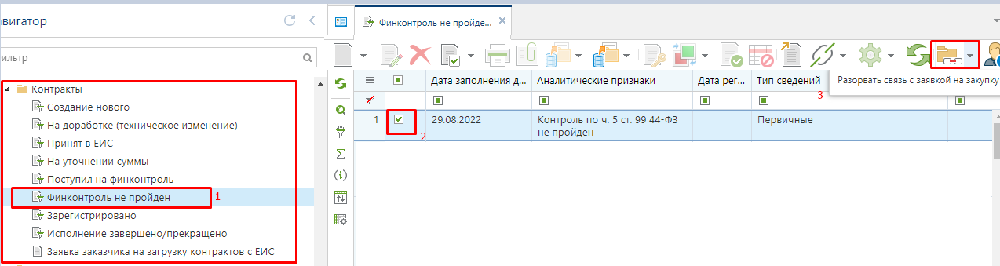 авигатор
ильтр
Контракты
Создание нового
На доработке (техническое изменение)
Принят в ЕИС
На уточнении суммы
Поступил на финконтроль
Финконтроль не пройден
1
Зарегистрировано
Исполнение завершено/прекращено
Заявка заказчика на загрузку контрактов с ЕИС
Финконтроль не пройде...
Дата заполнения д...
Аналитические признаки
Дата рег...
Тип сведений
Разорвать связь с заявкой на закупку
3
1
29.08.2022
Контроль по ч. 5 ст. 99 44-ФЗ
не пройден
Первичные
2